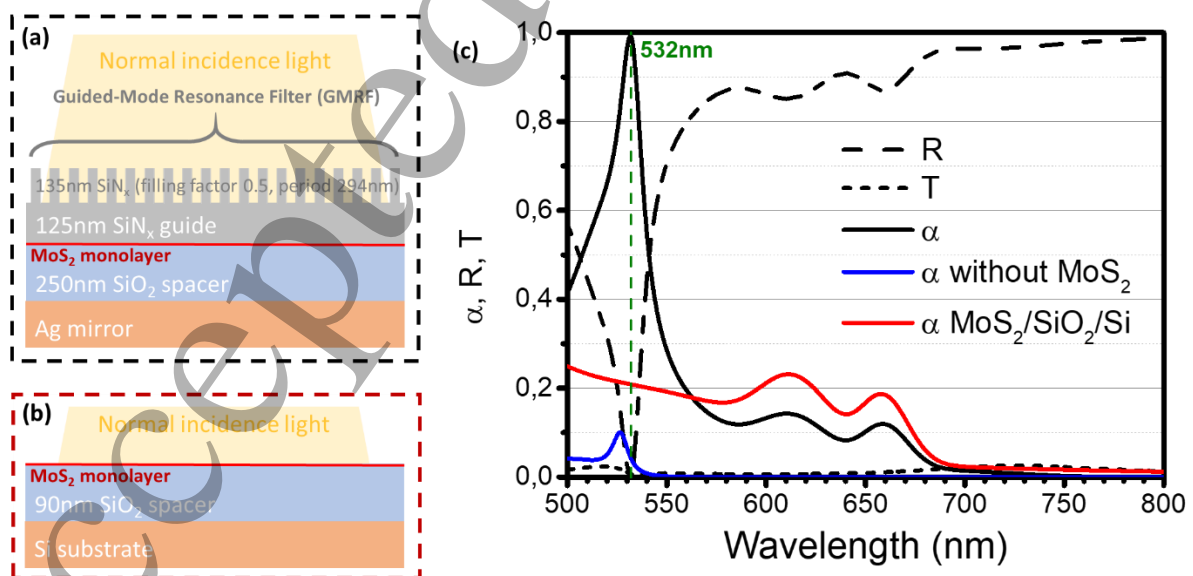 (a)
Normal incidence light
Guided-Mode Resonance Filter (GMRF)
135nm SiNₓ (filling factor 0.5, period 294nm)
125nm SiNₓ guide
MoS₂ monolayer
250nm SiO₂ spacer
Ag mirror
(b)
Normal incidence light
MoS₂ monolayer
90nm SiO₂ spacer
Si substrate
(c)
532nm
R
T
α
α without MoS₂
α MoS₂/SiO₂/Si
1,0
0,8
0,6
0,4
0,2
0,0
α, R, T
500 550 600 650 700 750 800
Wavelength (nm)
ccepted